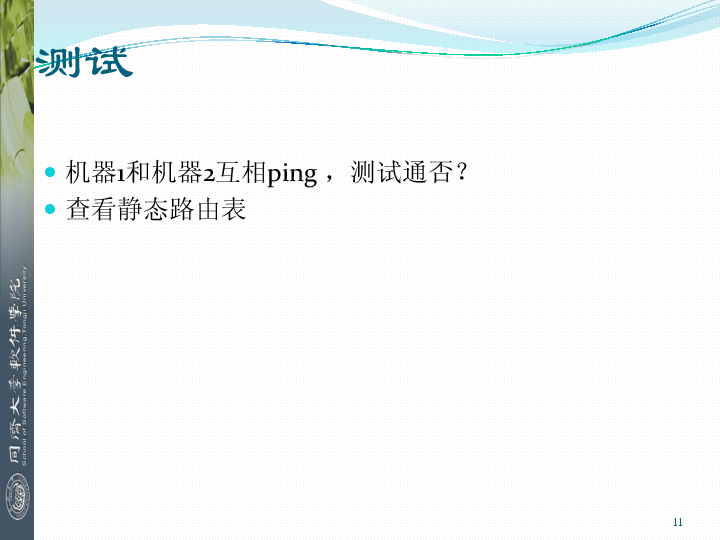 测试
机器1和机器2互相ping ，测试通否？
查看静态路由表
同濟大学軟件学院
School of Software Engineering.Tongji University
11